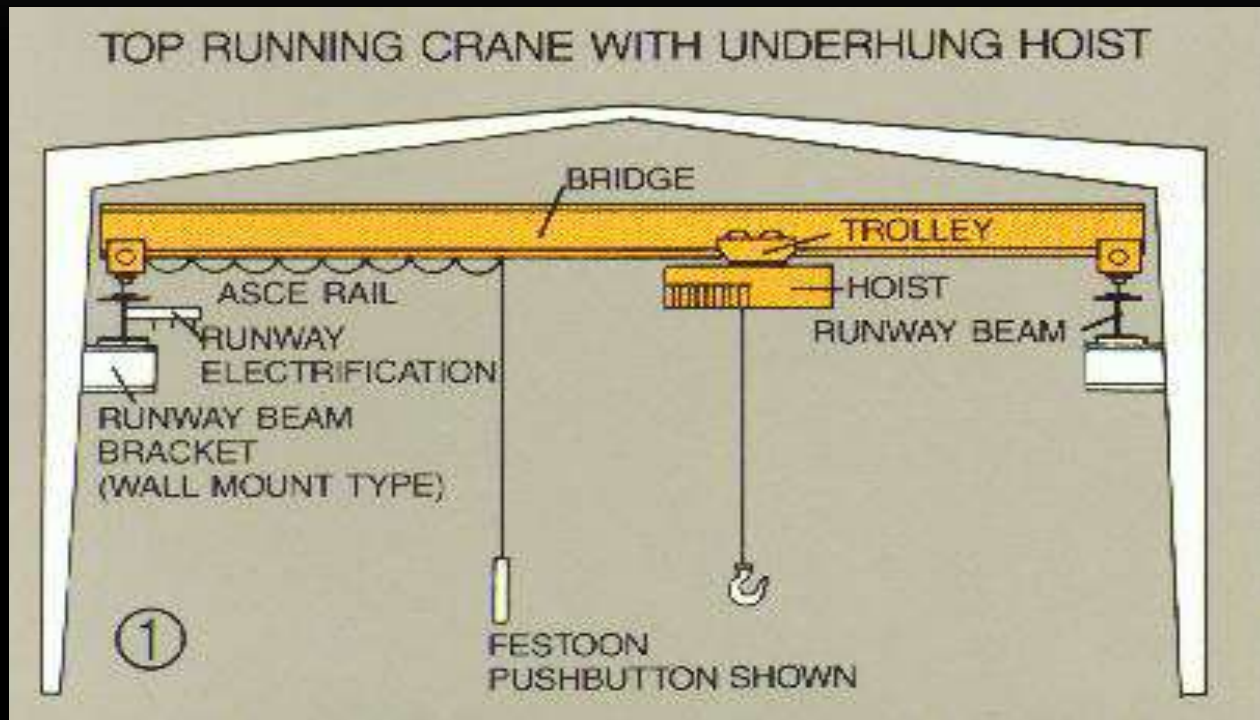 TOP RUNNING CRANE WITH UNDERHUNG HOIST
BRIDGE
TROLLEY
ASCE RAIL
HOIST
RUNWAY
ELECTRIFICATION
RUNWAY BEAM
RUNWAY BEAM
BRACKET
(WALL MOUNT TYPE)
1
FESTOON
PUSHBUTTON SHOWN